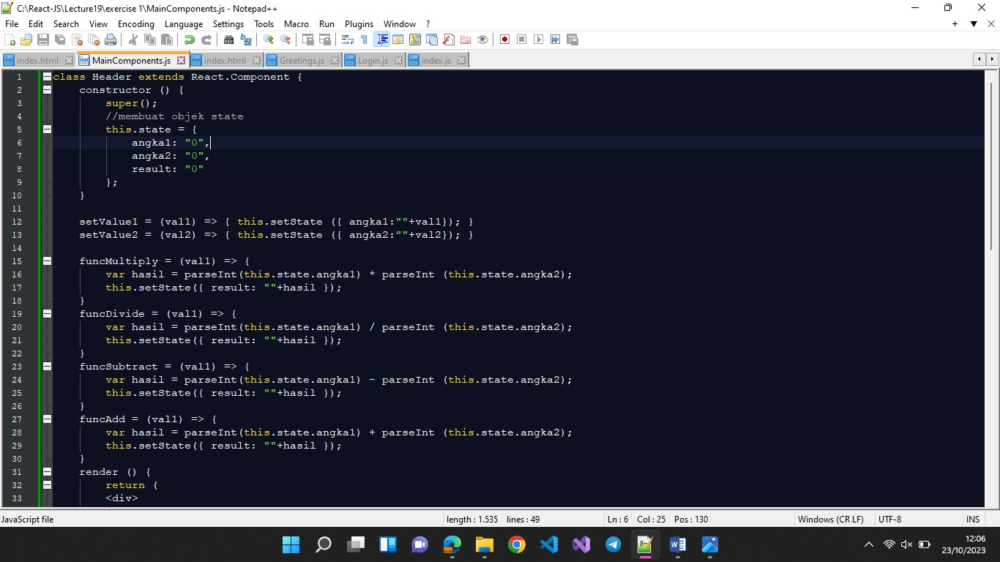 C:\React-JS\Lecture19\exercise 1\MainComponents.js - Notepad++
File Edit Search View Encoding Language Settings Tools Macro Run Plugins Window ?
index.html MainComponents.js index.html Greetings.js Login.js index.js
1 class Header extends React.Component {
2 constructor () {
3 super();
4 //membuat objek state
5 this.state = {
6 angka1: "0",
7 angka2: "0",
8 result: "0"
9 };
10 }
11
12 setValue1 = (val1) => { this.setState ({ angka1:""+val1}); }
13 setValue2 = (val2) => { this.setState ({ angka2:""+val2}); }
14
15 funcMultiply = (val1) => {
16 var hasil = parseInt(this.state.angka1) * parseInt (this.state.angka2);
17 this.setState({ result: ""+hasil });
18 }
19 funcDivide = (val1) => {
20 var hasil = parseInt(this.state.angka1) / parseInt (this.state.angka2);
21 this.setState({ result: ""+hasil });
22 }
23 funcSubtract = (val1) => {
24 var hasil = parseInt(this.state.angka1) - parseInt (this.state.angka2);
25 this.setState({ result: ""+hasil });
26 }
27 funcAdd = (val1) => {
28 var hasil = parseInt(this.state.angka1) + parseInt (this.state.angka2);
29 this.setState({ result: ""+hasil });
30 }
31 render () {
32 return (
33 <div>
JavaScript file length : 1.535 lines : 49 Ln : 6 Col : 25 Pos : 130 Windows (CR LF) UTF-8 INS
12:06
23/10/2023